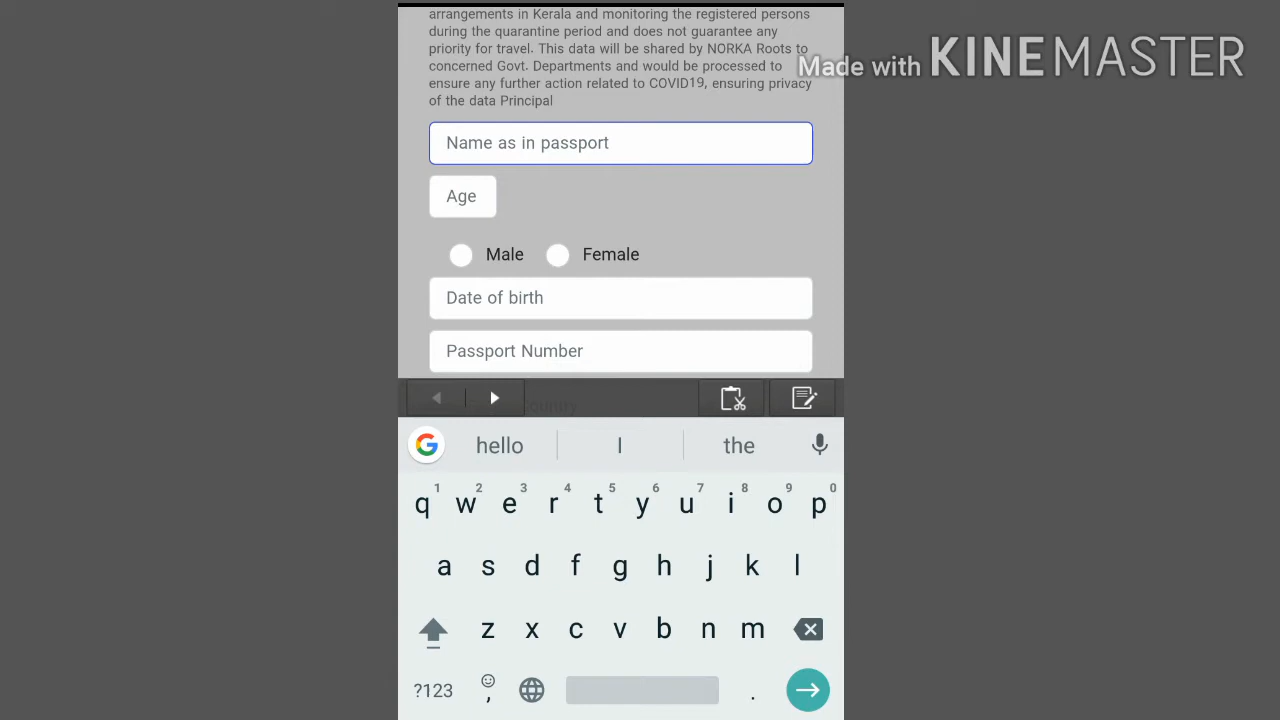 arrangements in Kerala and monitoring the registered persons
during the quarantine period and does not guarantee any
priority for travel. This data will be shared by NORKA Roots to
concerned Govt. Departments and would be processed to
ensure any further action related to COVID19, ensuring privacy
of the data Principal
Made with KINEMASTER
Name as in passport
Age
Male Female
Date of birth
Passport Number
Country
hello I the
1 2 3 4 5 6 7 8 9 0
q w e r t y u i o p
a s d f g h j k l
z x c v b n m
?123 , .